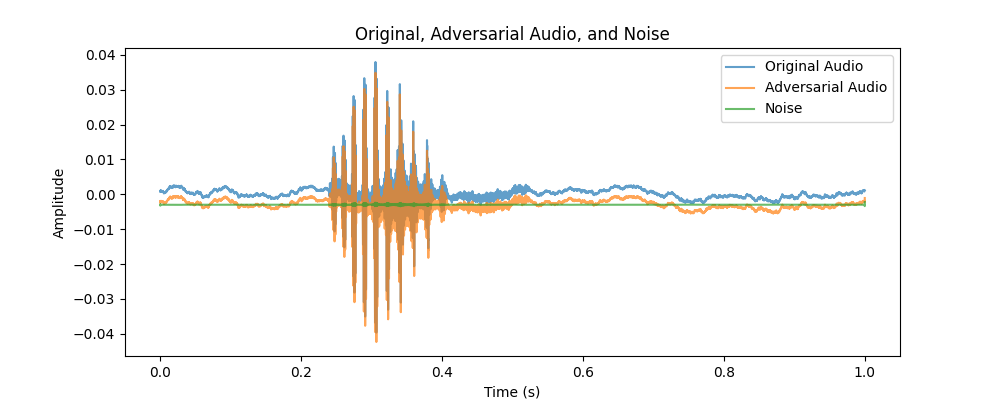 Original, Adversarial Audio, and Noise
Original Audio
Adversarial Audio
Noise
Amplitude
0.04
0.03
0.02
0.01
0.00
−0.01
−0.02
−0.03
−0.04
0.0 0.2 0.4 0.6 0.8 1.0
Time (s)